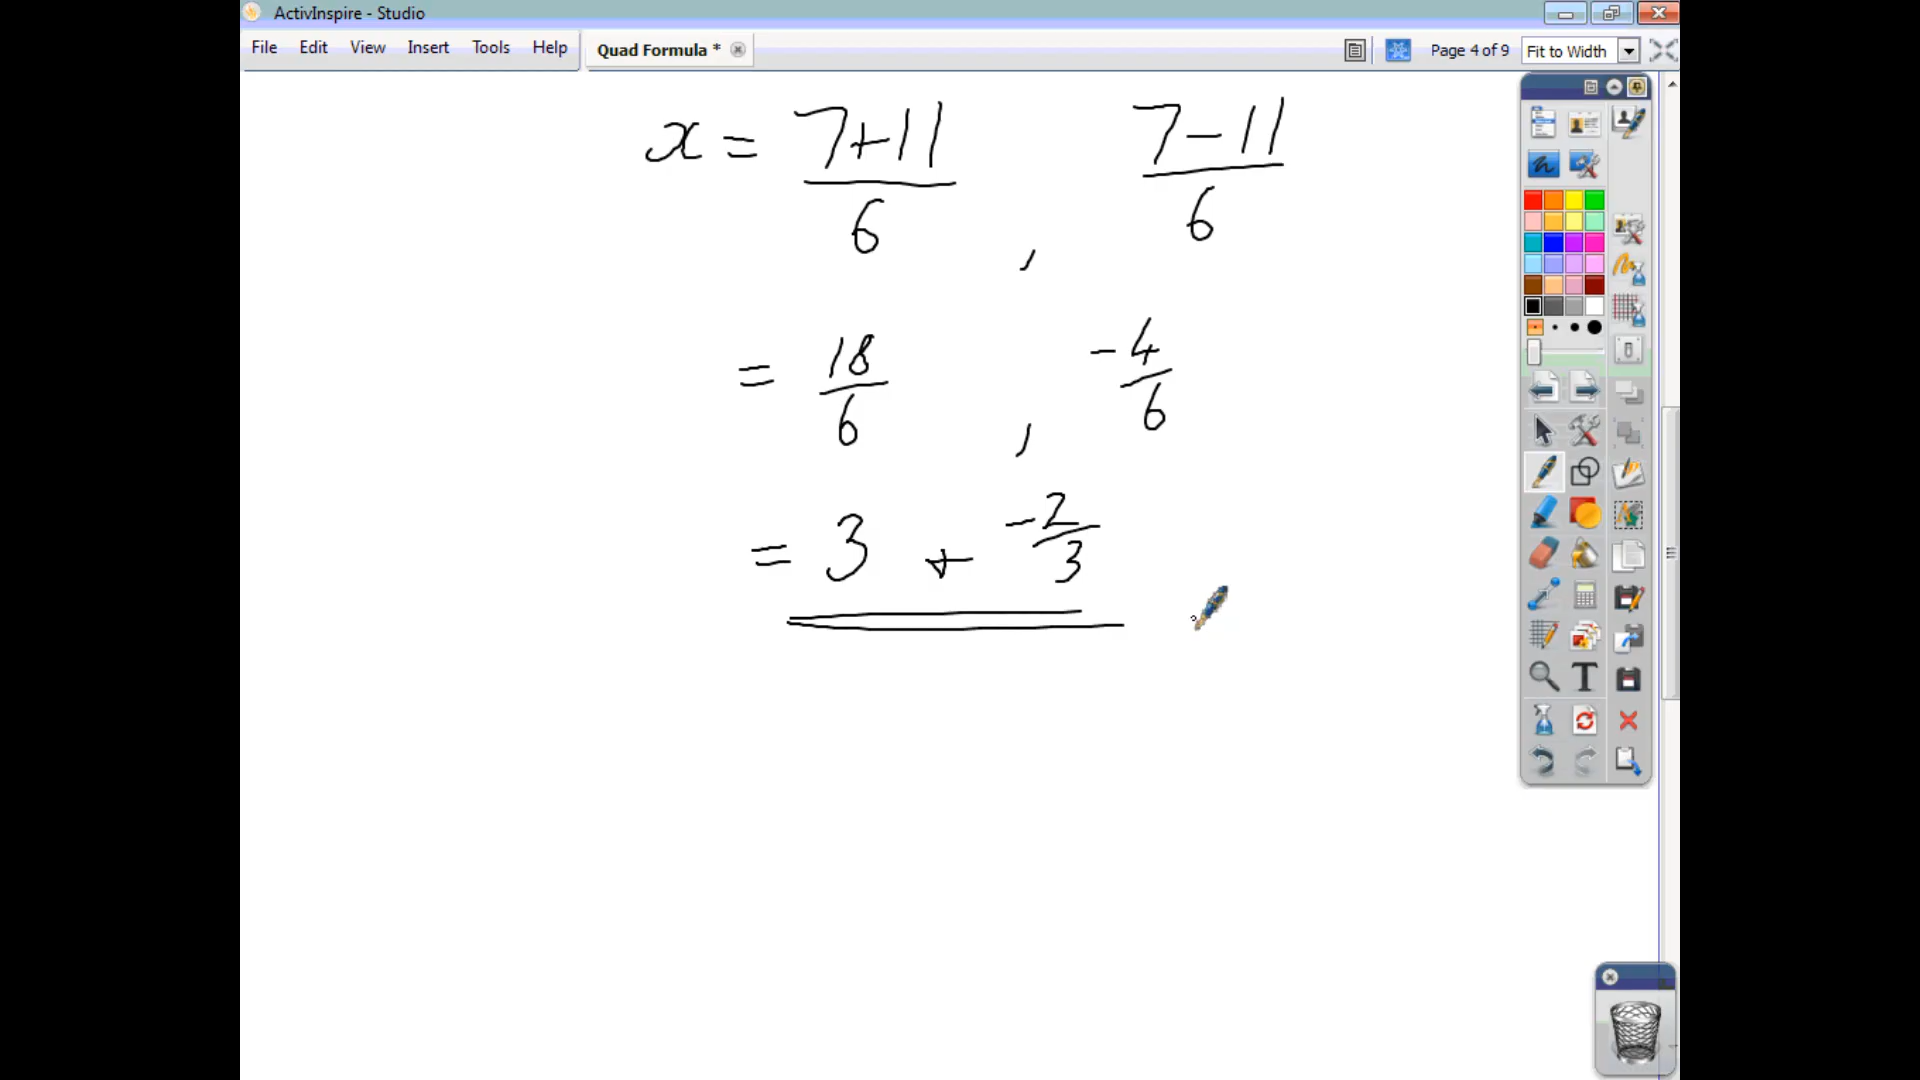 ActivInspire - Studio
File Edit View Insert Tools Help Quad Formula * Page 4 of 9 Fit to Width
x = 7+11/6 , 7-11/6
= 18/6 , -4/6
= 3 + -2/3